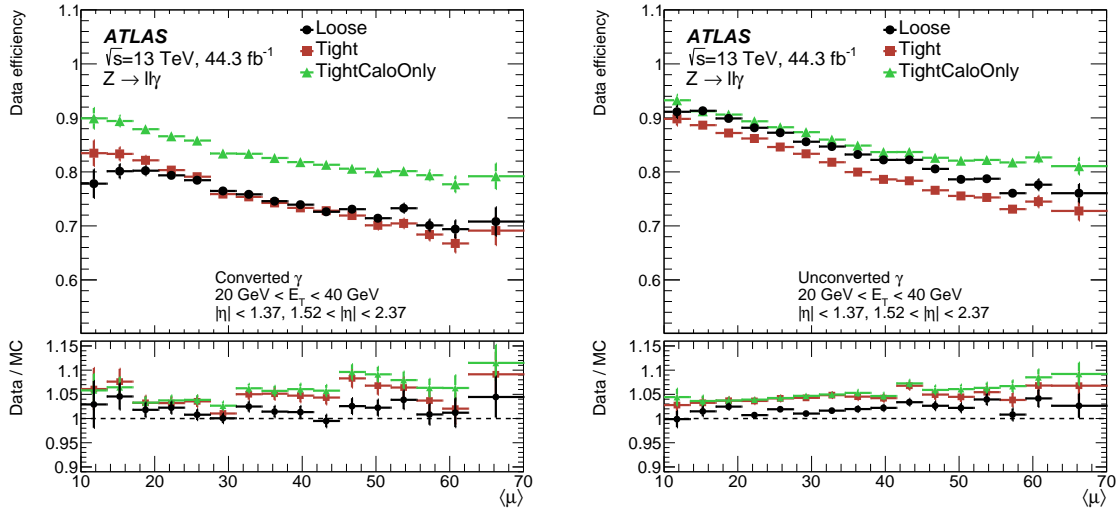 Data efficiency
1.1
1
0.9
0.8
0.7
0.6
ATLAS
√s=13 TeV, 44.3 fb⁻¹
Z → llγ
Loose
Tight
TightCaloOnly
Converted γ
20 GeV < E_T < 40 GeV
|η| < 1.37, 1.52 < |η| < 2.37
Data / MC
1.15
1.1
1.05
1
0.95
0.9
10 20 30 40 50 60 70
⟨μ⟩
Data efficiency
1.1
1
0.9
0.8
0.7
0.6
ATLAS
√s=13 TeV, 44.3 fb⁻¹
Z → llγ
Loose
Tight
TightCaloOnly
Unconverted γ
20 GeV < E_T < 40 GeV
|η| < 1.37, 1.52 < |η| < 2.37
Data / MC
1.15
1.1
1.05
1
0.95
0.9
10 20 30 40 50 60 70
⟨μ⟩